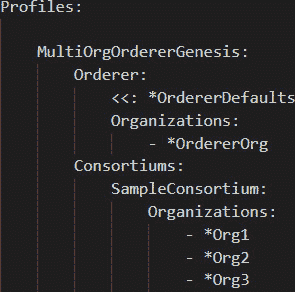 Profiles:
MultiOrgOrdererGenesis:
Orderer:
<<: *OrdererDefaults
Organizations:
- *OrdererOrg
Consortiums:
SampleConsortium:
Organizations:
- *Org1
- *Org2
- *Org3